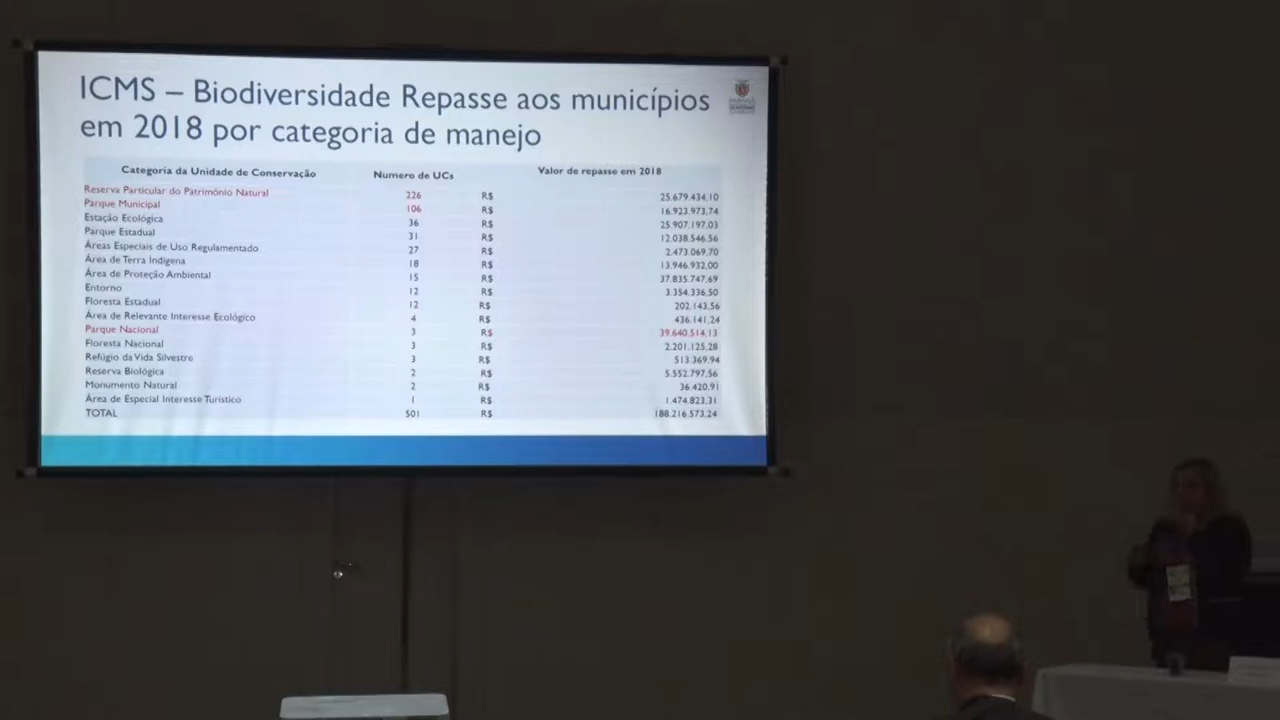 ICMS – Biodiversidade Repasse aos municípios
em 2018 por categoria de manejo
Categoria da Unidade de Conservação Numero de UCs Valor de repasse em 2018
Reserva Particular do Patrimônio Natural 226 R$ 25.679.434,10
Parque Municipal 106 R$ 16.923.973,74
Estação Ecológica 36 R$ 25.907.197,03
Parque Estadual 31 R$ 12.038.546,56
Áreas Especiais de Uso Regulamentado 27 R$ 2.473.069,70
Área de Terra Indígena 18 R$ 13.946.932,00
Área de Proteção Ambiental 15 R$ 37.835.747,69
Entorno 12 R$ 3.354.336,50
Floresta Estadual 12 R$ 202.143,56
Área de Relevante Interesse Ecológico 4 R$ 436.141,24
Parque Nacional 3 R$ 39.640.514,13
Floresta Nacional 3 R$ 2.201.125,28
Refúgio da Vida Silvestre 3 R$ 513.369,94
Reserva Biológica 2 R$ 5.552.797,56
Monumento Natural 2 R$ 36.420,91
Área de Especial Interesse Turístico 1 R$ 1.474.823,31
TOTAL 501 R$ 188.216.573,24